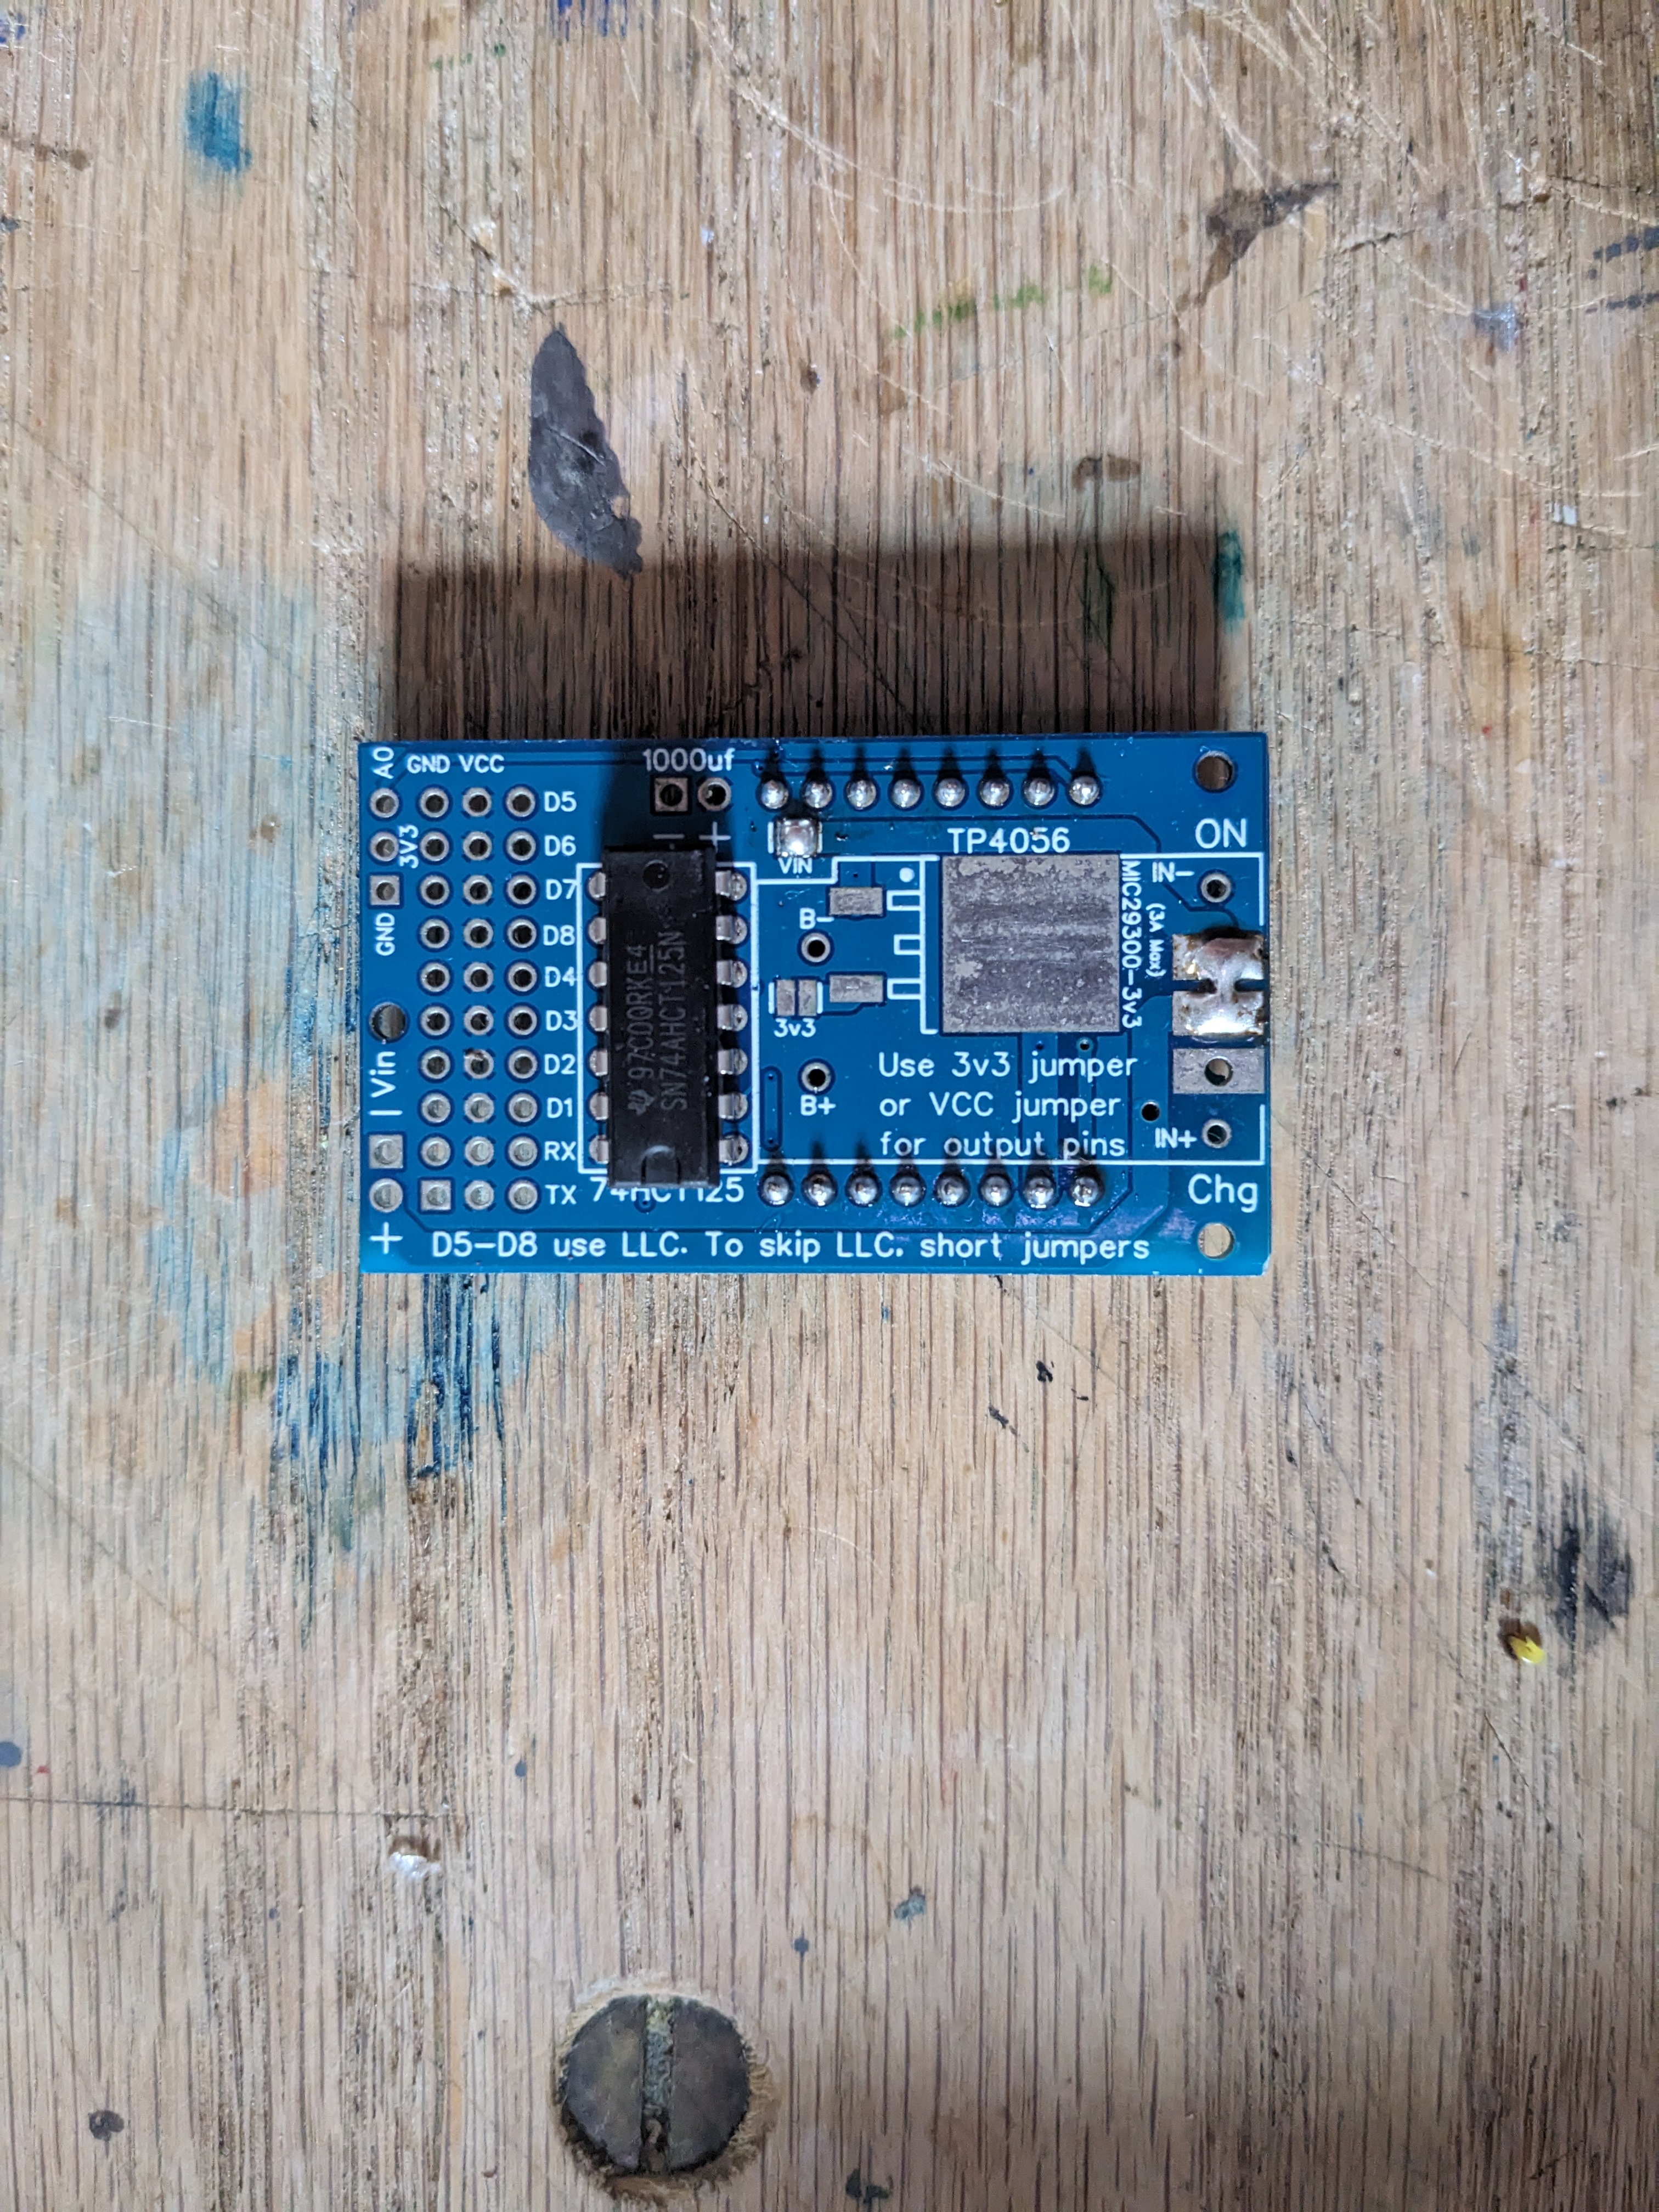 A0 GND VCC
1000uf
D5
3V3
D6
- +
VIN
TP4056
ON
D7
GND
D8
B-
IN-
MIC29300-3v3
(3A Max)
D4
D3
3v3
97CDQRKE4
SN74AHCT125N
D2
Use 3v3 jumper
or VCC jumper
for output pins
- Vin +
D1
B+
IN+
RX
TX
74HCT125
Chg
D5-D8 use LLC. To skip LLC. short jumpers